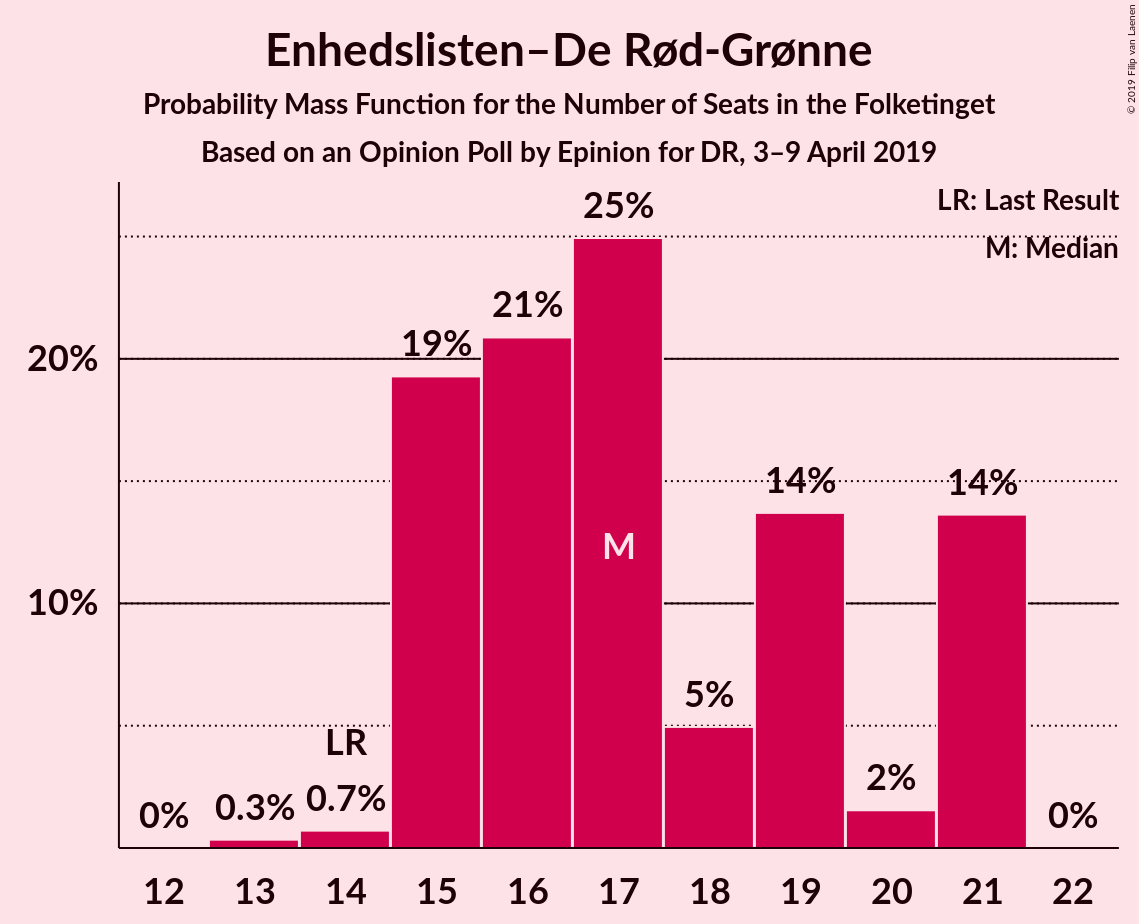 Enhedslisten–De Rød-Grønne
Probability Mass Function for the Number of Seats in the Folketinget
Based on an Opinion Poll by Epinion for DR, 3–9 April 2019
© 2019 Filip van Laenen
LR: Last Result
M: Median
25%
21%
19%
20%
14%
14%
M
10%
5%
LR
2%
0%
0.3%
0.7%
0%
12 13 14 15 16 17 18 19 20 21 22